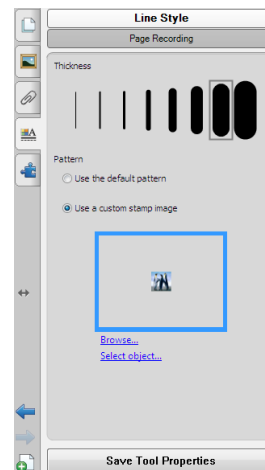 Line Style
Page Recording
Thickness
Pattern
Use the default pattern
Use a custom stamp image
Browse...
Select object...
Save Tool Properties